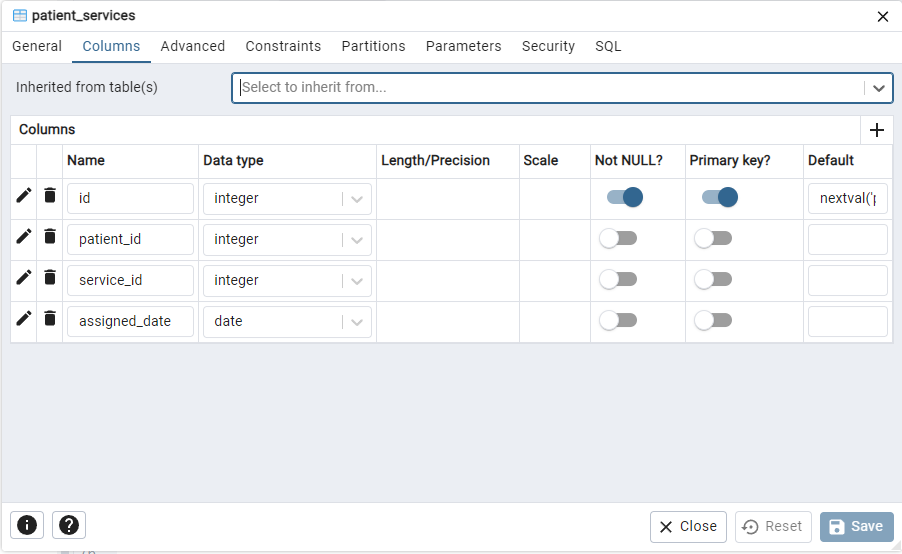 patient_services
General Columns Advanced Constraints Partitions Parameters Security SQL
Inherited from table(s) Select to inherit from...
Columns
Name Data type Length/Precision Scale Not NULL? Primary key? Default
id integer nextval('p
patient_id integer
service_id integer
assigned_date date
Close Reset Save